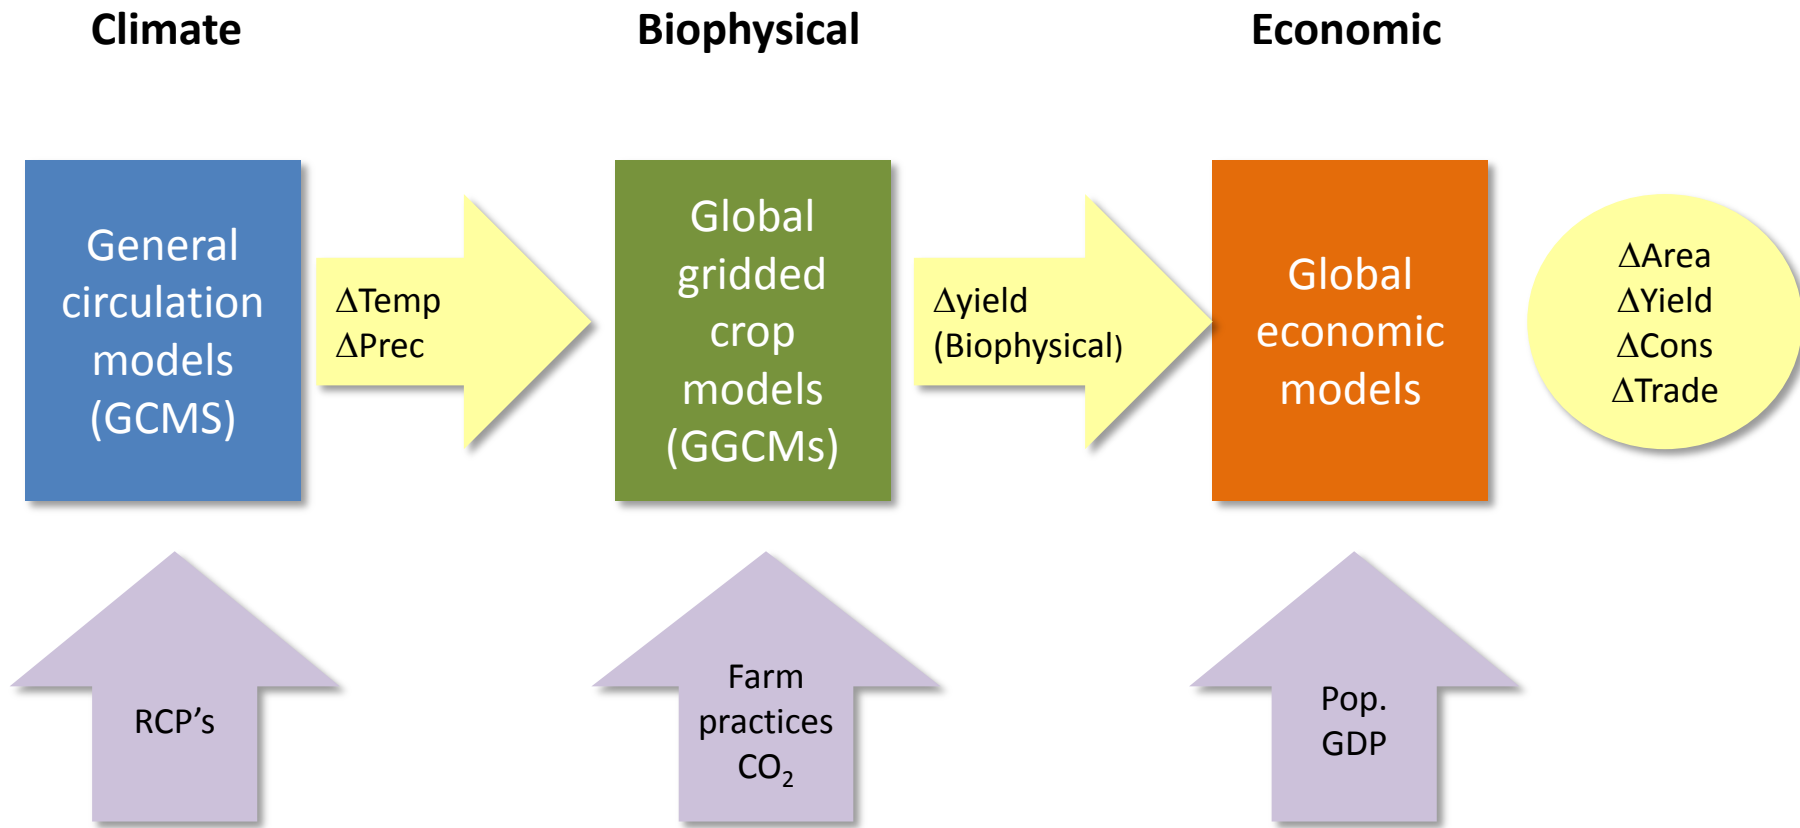 Climate
Biophysical
Economic
General
circulation
models
(GCMS)
ΔTemp
ΔPrec
Global
gridded
crop
models
(GGCMs)
Δyield
(Biophysical)
Global
economic
models
ΔArea
ΔYield
ΔCons
ΔTrade
RCP’s
Farm
practices
CO₂
Pop.
GDP